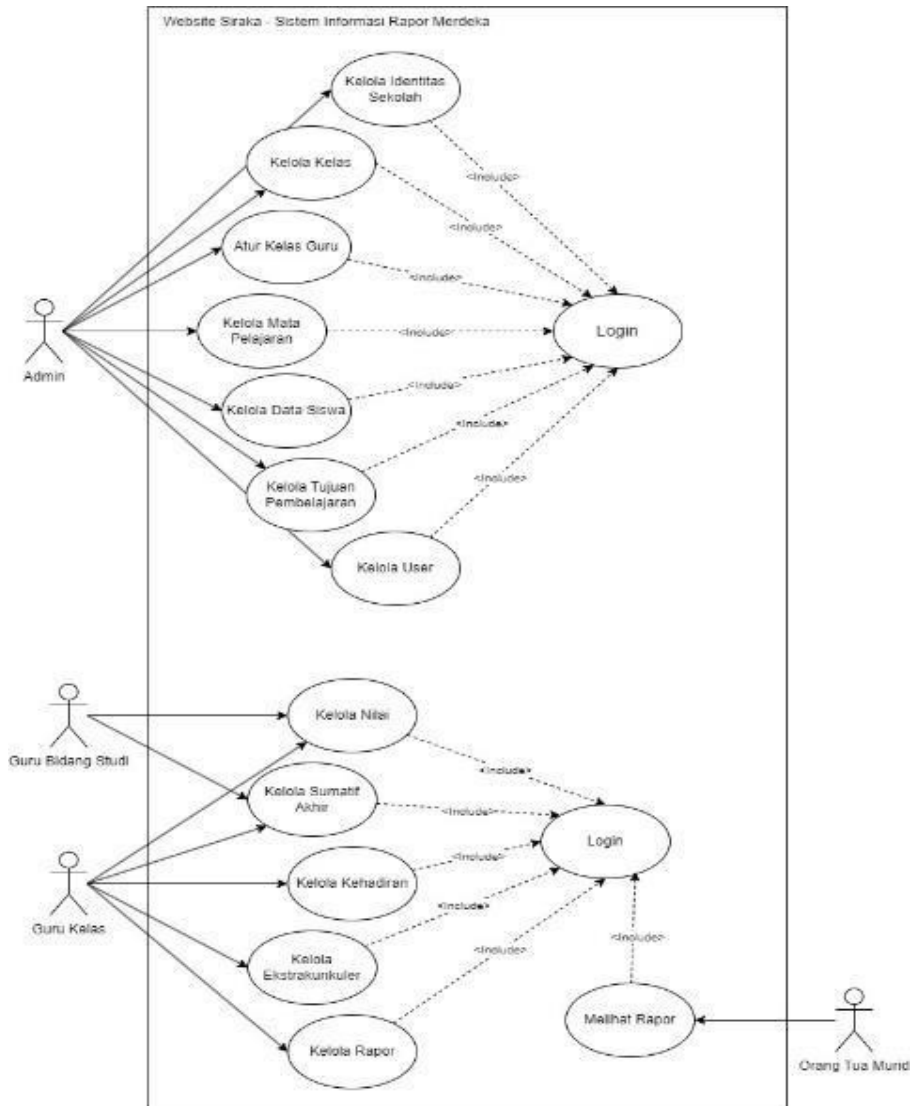 Website Siraka - Sistem Informasi Rapor Merdeka
Kelola Identitas
Sekolah
<Include>
Kelola Kelas
<Include>
Atur Kelas Guru
<Include>
Kelola Mata
Pelajaran
<Include>
Login
Admin
Kelola Data Siswa
<Include>
<Include>
Kelola Tujuan
Pembelajaran
<Include>
Kelola User
Guru Bidang Studi
Kelola Nilai
<Include>
Kelola Sumatif
Akhir
<Include>
Login
Guru Kelas
Kelola Kehadiran
<Include>
<Include>
Kelola
Ekstrakurikuler
<Include>
<Include>
Kelola Rapor
Melihat Rapor
Orang Tua Murid